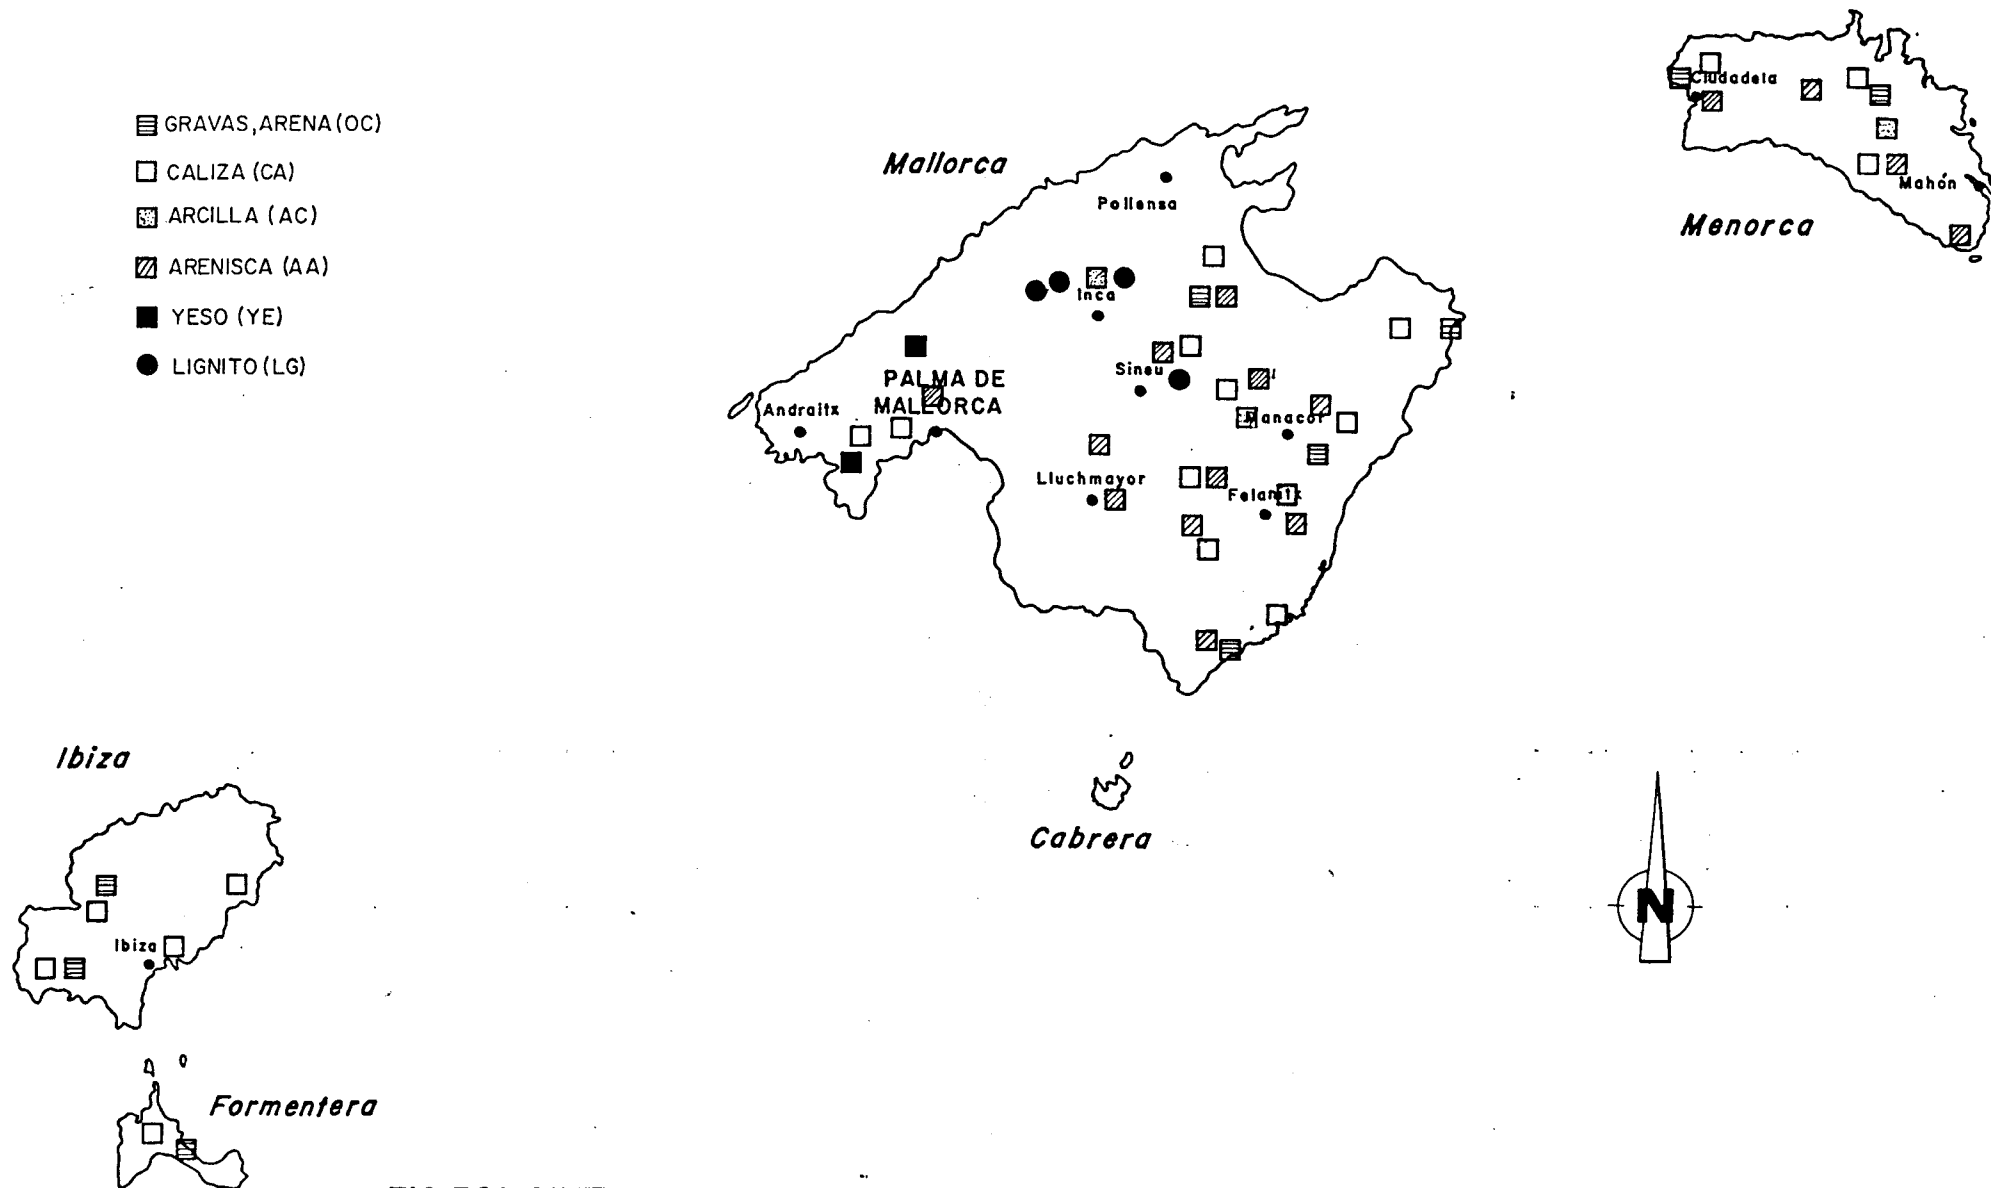 GRAVAS,ARENA(OC)
CALIZA (CA)
ARCILLA (AC)
ARENISCA (AA)
YESO (YE)
LIGNITO (LG)
Mallorca
Pollensa
Inca
Sineu
PALMA DE
MALLORCA
Andraitx
Manacor
Lluchmayor
Felanitx
Ciudadela
Mahón
Menorca
Ibiza
Ibiza
Cabrera
Formentera
N